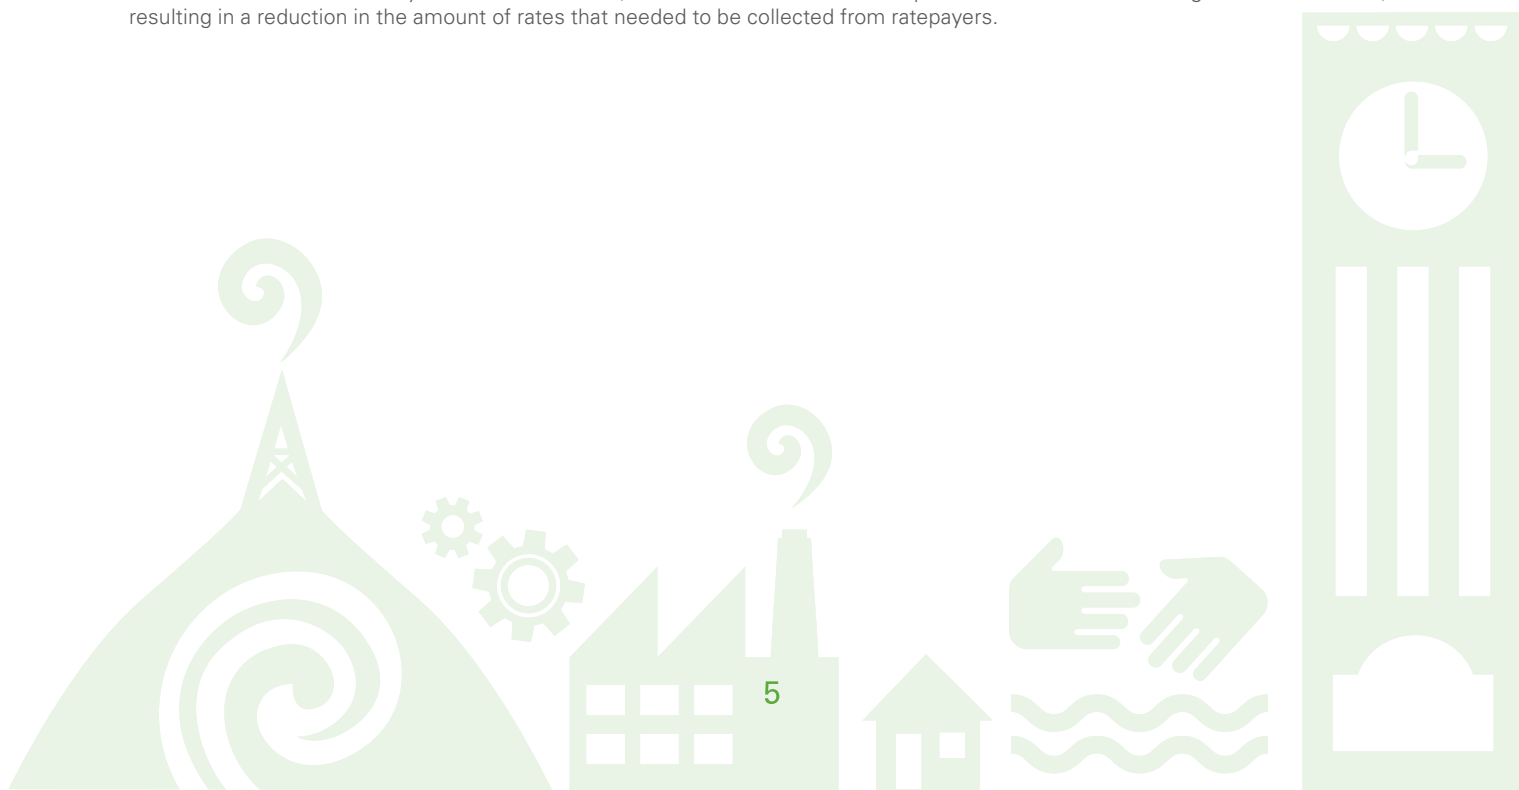 resulting in a reduction in the amount of rates that needed to be collected from ratepayers.
5